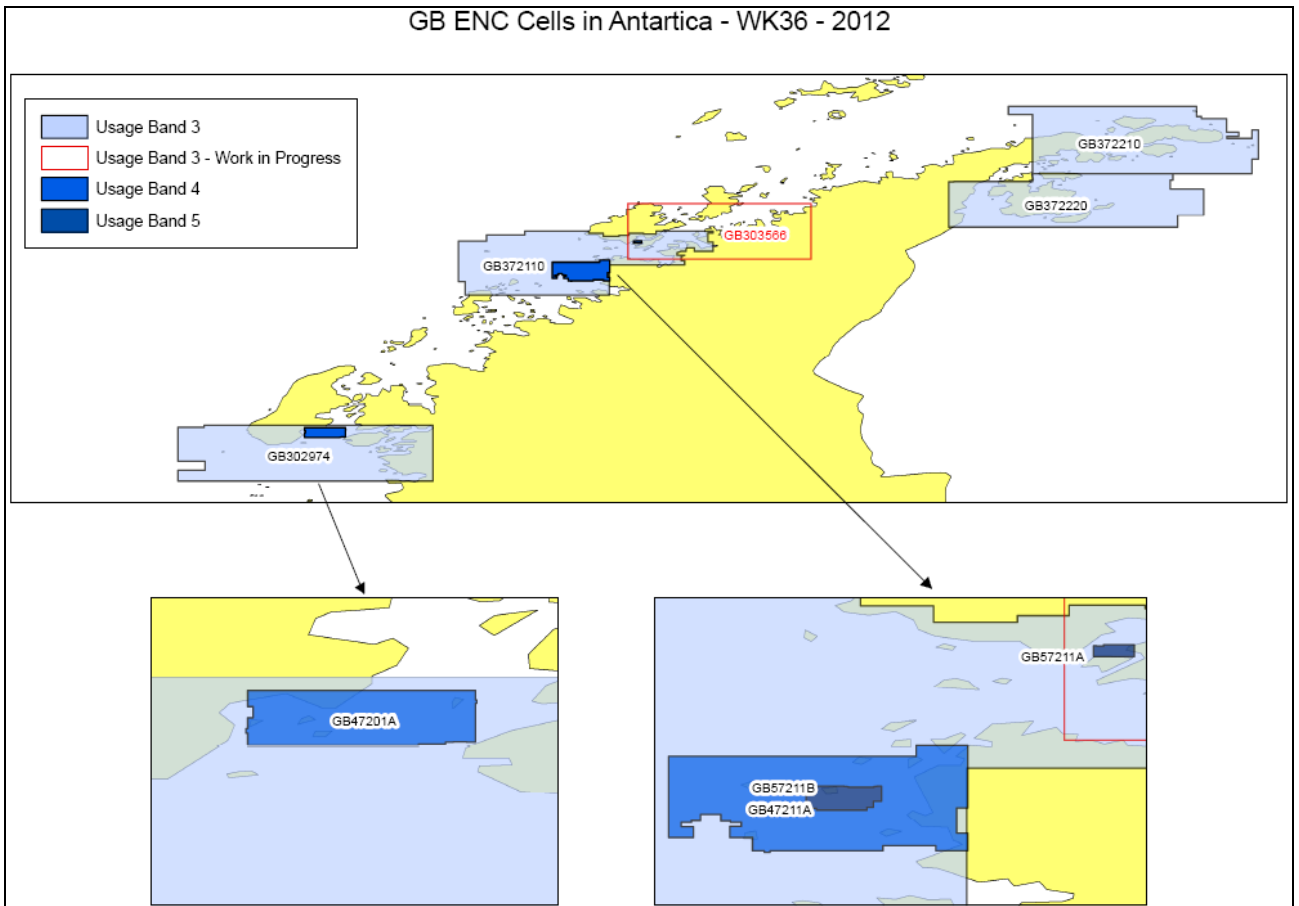 GB ENC Cells in Antartica - WK36 - 2012
Usage Band 3
Usage Band 3 - Work in Progress
Usage Band 4
Usage Band 5
GB372210
GB372220
GB303566
GB372110
GB302974
GB47201A
GB57211A
GB57211B
GB47211A